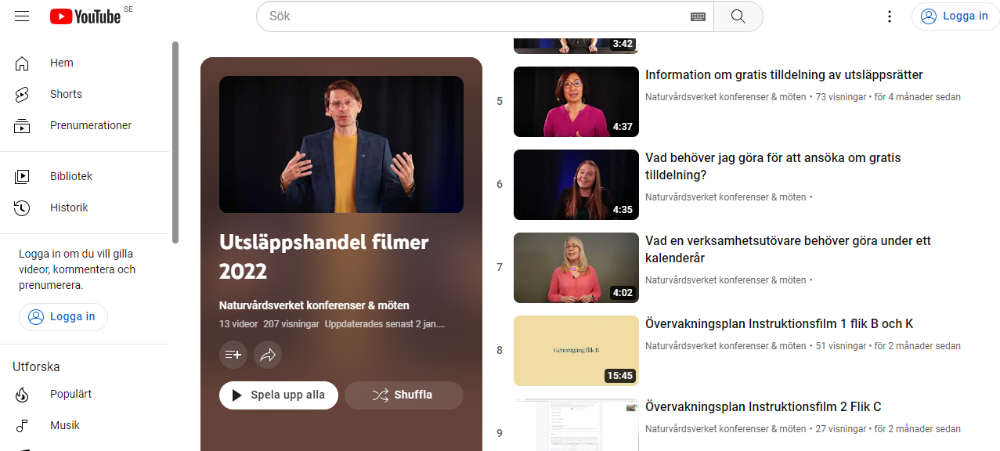 YouTube SE
Sök
Logga in
Hem
Shorts
Prenumerationer
Bibliotek
Historik
Logga in om du vill gilla
videor, kommentera och
prenumerera.
Logga in
Utforska
Populärt
Musik
Utsläppshandel filmer
2022
Naturvårdsverket konferenser & möten
13 videor 207 visningar Uppdaterades senast 2 jan....
Spela upp alla
Shuffla
3:42
5
4:37
Information om gratis tilldelning av utsläppsrätter
Naturvårdsverket konferenser & möten • 73 visningar • för 4 månader sedan
6
4:35
Vad behöver jag göra för att ansöka om gratis
tilldelning?
Naturvårdsverket konferenser & möten •
7
4:02
Vad en verksamhetsutövare behöver göra under ett
kalenderår
Naturvårdsverket konferenser & möten •
8
Genomgång flik B
15:45
Övervakningsplan Instruktionsfilm 1 flik B och K
Naturvårdsverket konferenser & möten • 51 visningar • för 2 månader sedan
9
Övervakningsplan Instruktionsfilm 2 Flik C
Naturvårdsverket konferenser & möten • 27 visningar • för 2 månader sedan